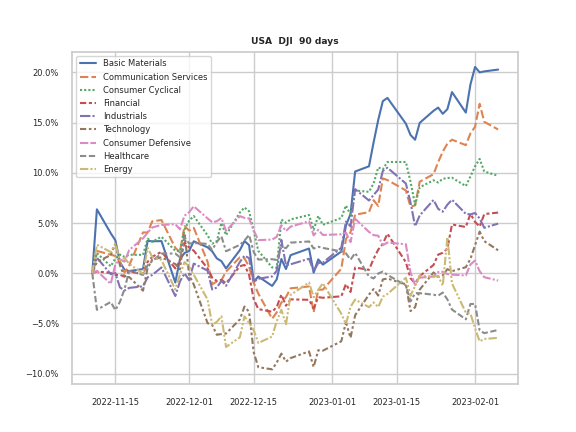 USA DJI 90 days
Basic Materials
Communication Services
Consumer Cyclical
Financial
Industrials
Technology
Consumer Defensive
Healthcare
Energy
20.0%
15.0%
10.0%
5.0%
0.0%
−5.0%
−10.0%
2022-11-15 2022-12-01 2022-12-15 2023-01-01 2023-01-15 2023-02-01